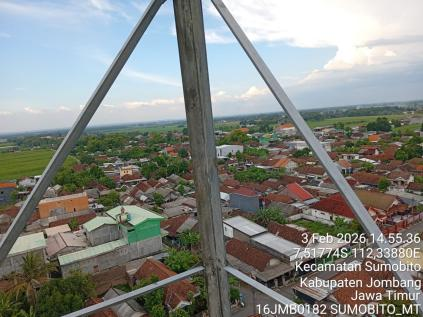 3 Feb 2026 14.55.36
7,51774S 112,33880E
Kecamatan Sumobito
Kabupaten Jombang
Jawa Timur
16JMB0182 SUMOBITO_MT